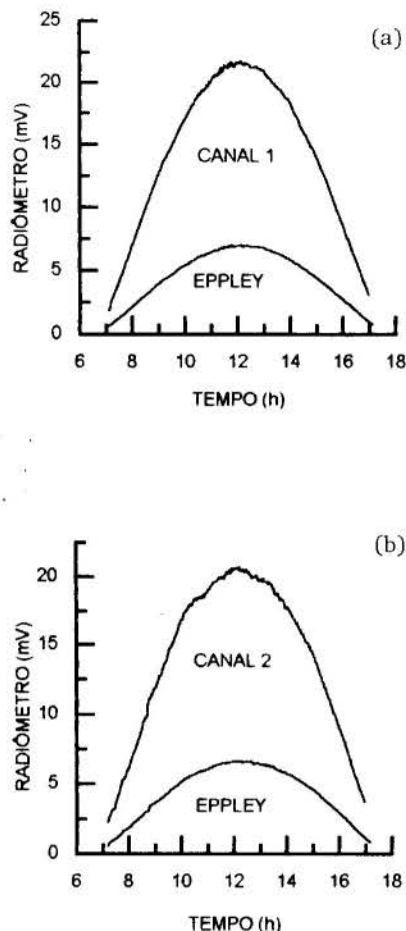 (a)
25
20
15
10
5
0
RADIÔMETRO (mV)
CANAL 1
EPPLEY
6 8 10 12 14 16 18
TEMPO (h)
(b)
20
15
10
5
0
RADIÔMETRO (mV)
CANAL 2
EPPLEY
6 8 10 12 14 16 18
TEMPO (h)